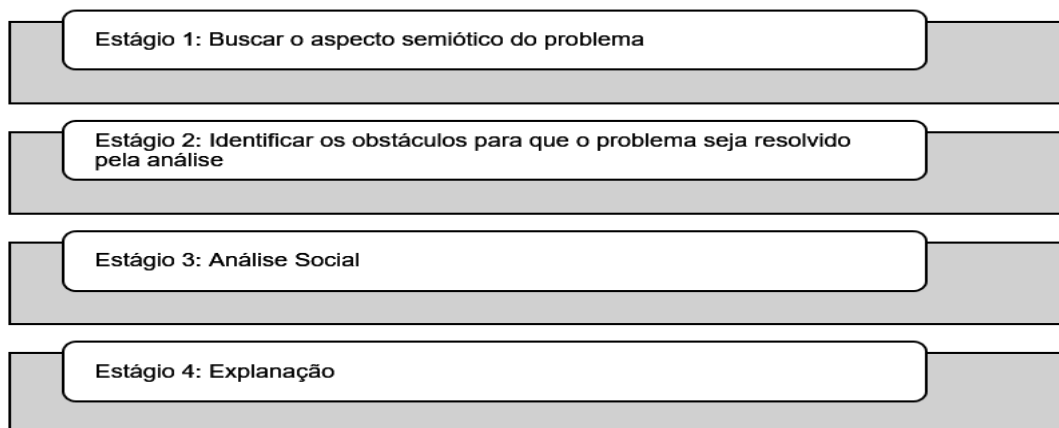 Estágio 1: Buscar o aspecto semiótico do problema
Estágio 2: Identificar os obstáculos para que o problema seja resolvido
pela análise
Estágio 3: Análise Social
Estágio 4: Explanação